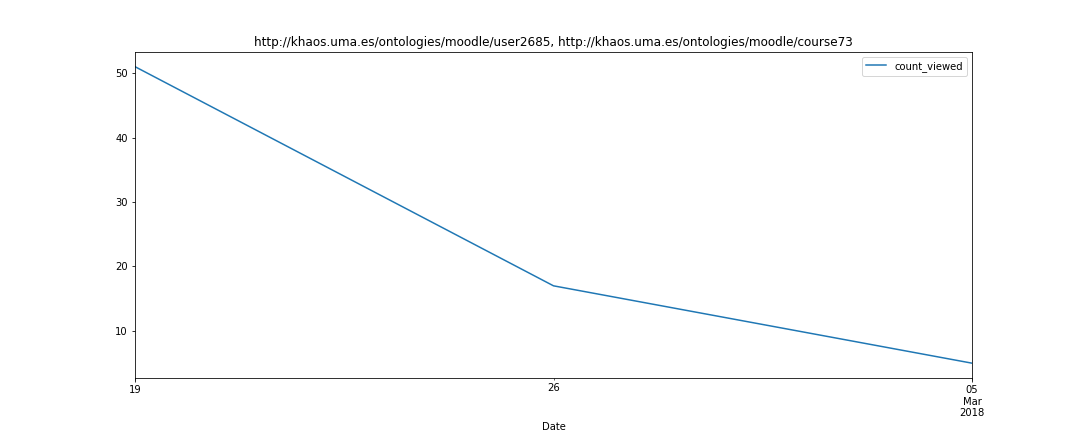 http://khaos.uma.es/ontologies/moodle/user2685, http://khaos.uma.es/ontologies/moodle/course73
count_viewed
50
40
30
20
10
19
26
05
Mar
2018
Date